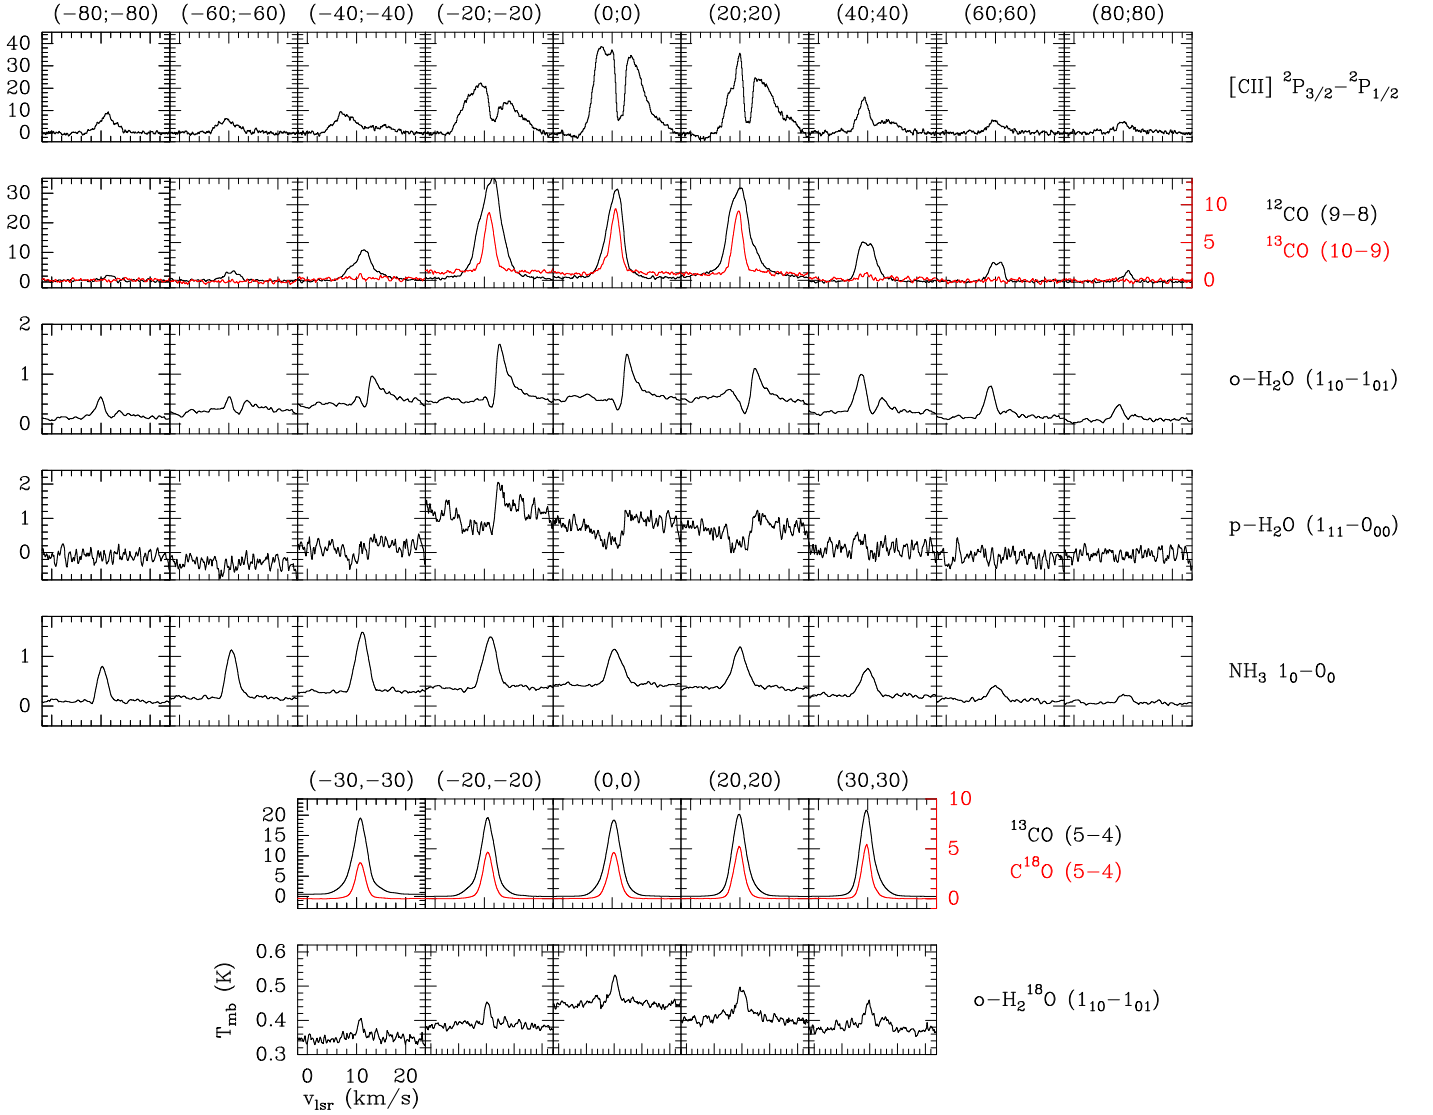 (−80;−80) (−60;−60) (−40;−40) (−20;−20) (0;0) (20;20) (40;40) (60;60) (80;80)
40
30
20
10
0
[CII] ²P₃/₂−²P₁/₂
30
20
10
0
10
5
0
¹²CO (9−8)
¹³CO (10−9)
2
1
0
o−H₂O (1₁₀−1₀₁)
2
1
0
p−H₂O (1₁₁−0₀₀)
1
0
NH₃ 1₀−0₀
(−30,−30) (−20,−20) (0,0) (20,20) (30,30)
20
15
10
5
0
10
5
0
¹³CO (5−4)
C¹⁸O (5−4)
0.6
0.5
0.4
0.3
T_mb (K)
o−H₂¹⁸O (1₁₀−1₀₁)
0 10 20
v_lsr (km/s)